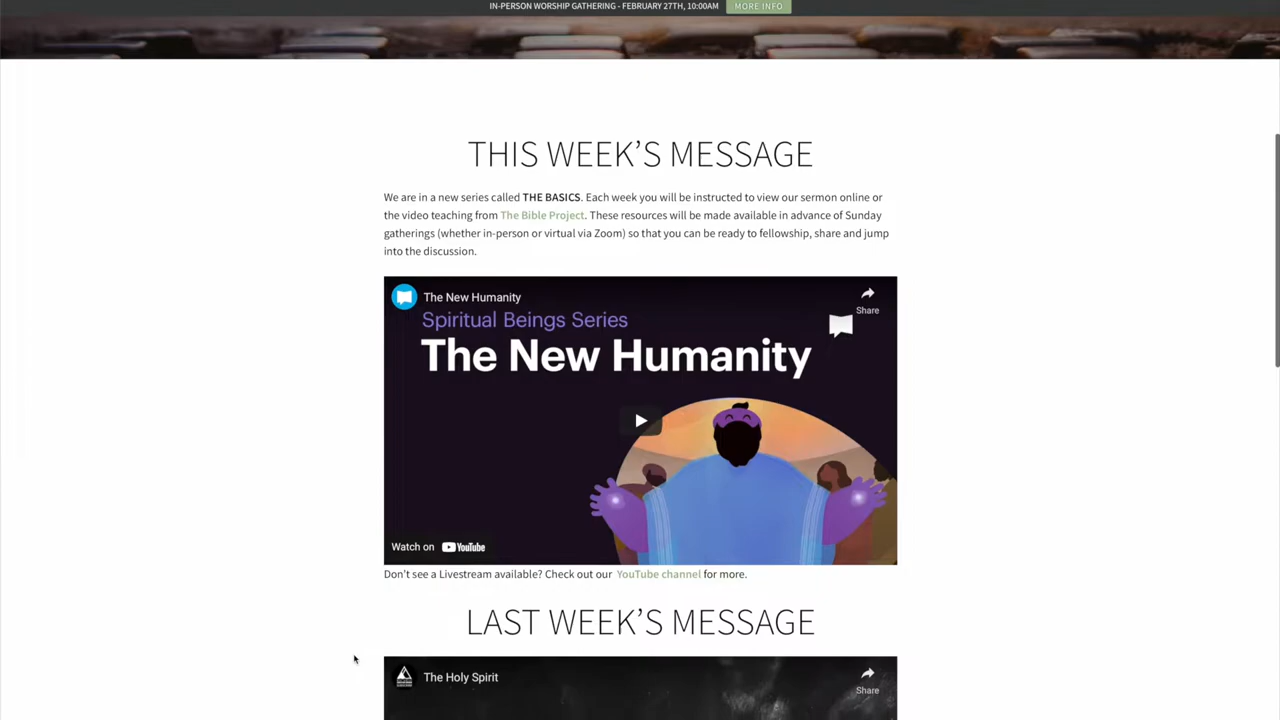 IN-PERSON WORSHIP GATHERING - FEBRUARY 27TH, 10:00AM MORE INFO
THIS WEEK'S MESSAGE
We are in a new series called THE BASICS. Each week you will be instructed to view our sermon online or
the video teaching from The Bible Project. These resources will be made available in advance of Sunday
gatherings (whether in-person or virtual via Zoom) so that you can be ready to fellowship, share and jump
into the discussion.
The New Humanity
Share
Spiritual Beings Series
The New Humanity
Watch on YouTube
Don't see a Livestream available? Check out our YouTube channel for more.
LAST WEEK'S MESSAGE
The Holy Spirit
Share